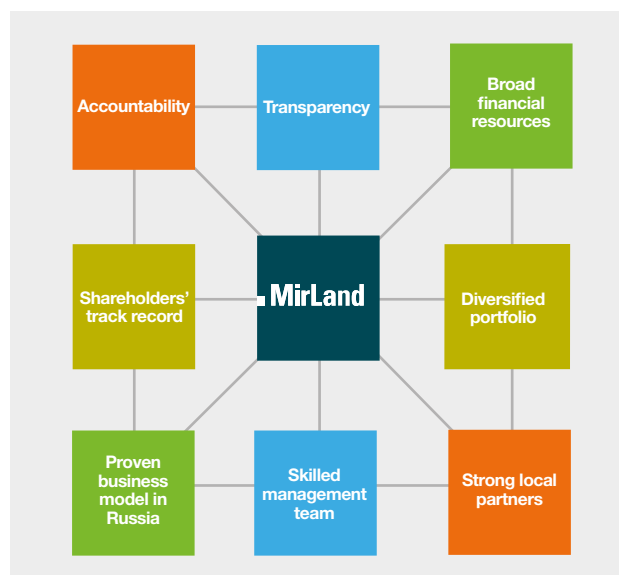 Accountability
Transparency
Broad
financial
resources
Shareholders’
track record
MirLand
Diversified
portfolio
Proven
business
model in
Russia
Skilled
management
team
Strong local
partners